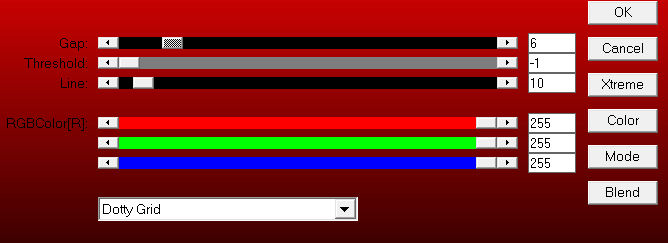 OK
Gap 6
Cancel
Threshold -1
Line 10
Xtreme
RGBColor[R] 255
Color
255
255
Mode
Blend
Dotty Grid